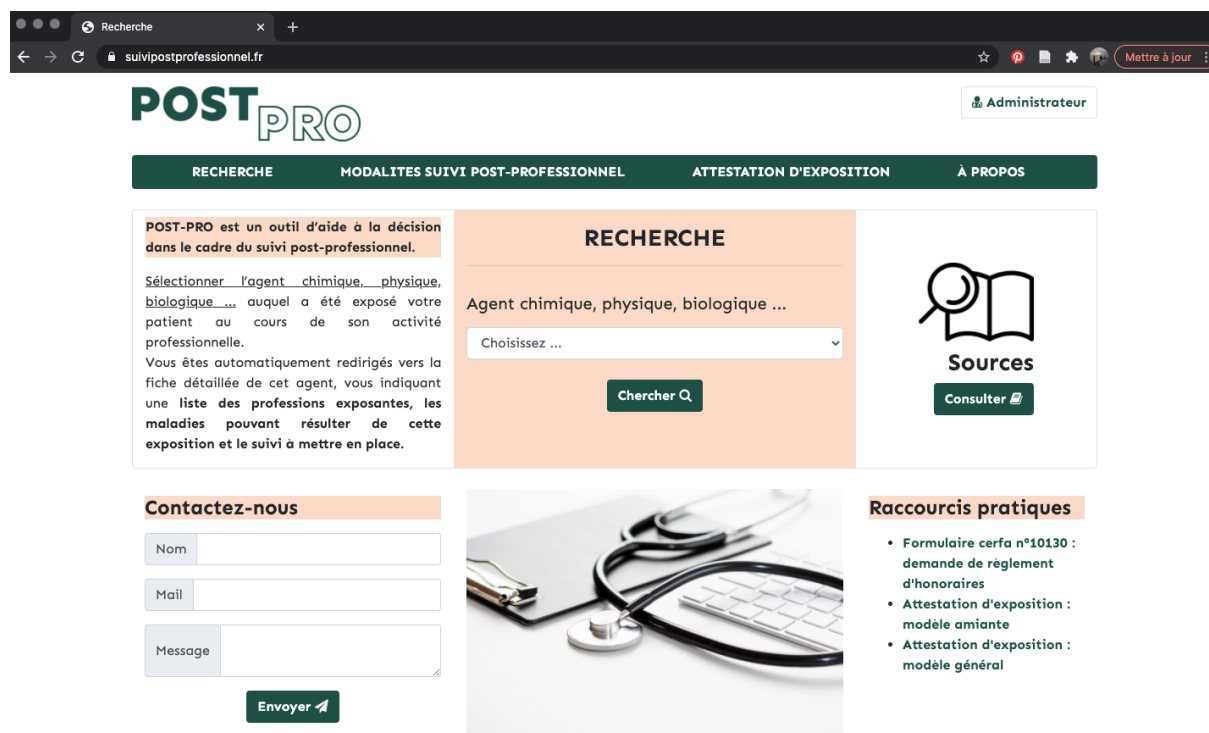 Recherche
suivipostprofessionnel.fr
Mettre à jour
POST PRO
Administrateur
RECHERCHE
MODALITES SUIVI POST-PROFESSIONNEL
ATTESTATION D'EXPOSITION
À PROPOS
POST-PRO est un outil d'aide à la décision
dans le cadre du suivi post-professionnel.
Sélectionner l'agent chimique, physique,
biologique ... auquel a été exposé votre
patient au cours de son activité
professionnelle.
Vous êtes automatiquement redirigés vers la
fiche détaillée de cet agent, vous indiquant
une liste des professions exposantes, les
maladies pouvant résulter de cette
exposition et le suivi à mettre en place.
RECHERCHE
Agent chimique, physique, biologique ...
Choisissez ...
Chercher
Sources
Consulter
Contactez-nous
Nom
Mail
Message
Envoyer
Raccourcis pratiques
Formulaire cerfa n°10130 :
demande de règlement
d'honoraires
Attestation d'exposition :
modèle amiante
Attestation d'exposition :
modèle général